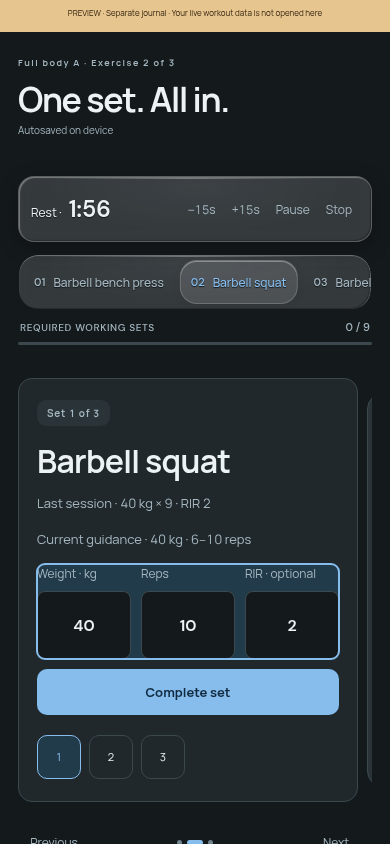 PREVIEW · Separate journal · Your live workout data is not opened here
Full body A · Exercise 2 of 3
One set. All in.
Autosaved on device
Rest · 1:56 −15s +15s Pause Stop
01 Barbell bench press 02 Barbell squat 03 Barbel
REQUIRED WORKING SETS 0 / 9
Set 1 of 3
Barbell squat
Last session · 40 kg × 9 · RIR 2
Current guidance · 40 kg · 6–10 reps
Weight · kg Reps RIR · optional
40 10 2
Complete set
1 2 3
Previous Next